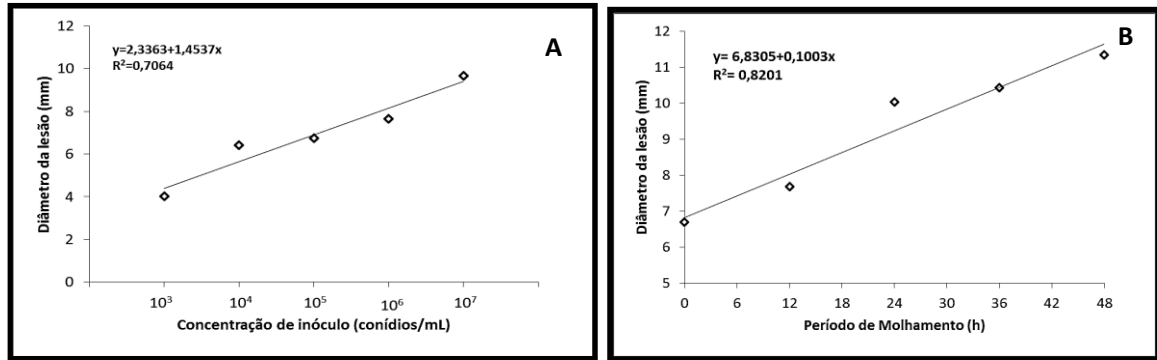 A
y=2,3363+1,4537x
R²=0,7064
Diâmetro da lesão (mm)
12
10
8
6
4
2
0
10³ 10⁴ 10⁵ 10⁶ 10⁷
Concentração de inóculo (conídios/mL)
B
y= 6,8305+0,1003x
R²= 0,8201
Diâmetro da lesão (mm)
12
11
10
9
8
7
6
5
0 6 12 18 24 30 36 42 48
Período de Molhamento (h)